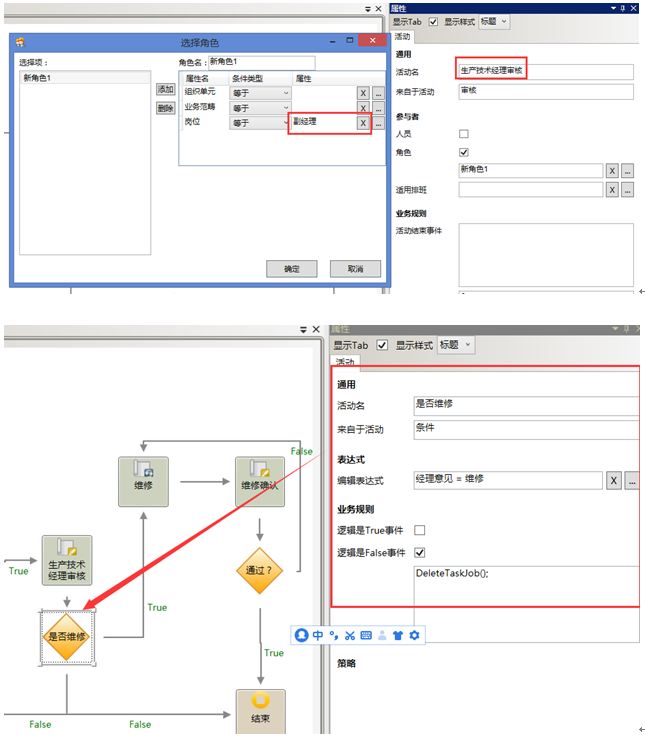 属性
显示Tab 显示样式 标题
活动
选择角色
选择项：
角色名： 新角色1
新角色1
属性名 条件类型 属性
组织单元 等于 X ...
业务范畴 等于 X ...
岗位 等于 副经理 X ...
添加
删除
确定 取消
通用
活动名 生产技术经理审核
来自于活动 审核
参与者
人员
角色
新角色1 X ...
适用排班 X ...
业务规则
活动结束事件
属性
显示Tab 显示样式 标题
活动
通用
活动名 是否维修
来自于活动 条件
表达式
编辑表达式 经理意见 = 维修 X ...
业务规则
逻辑是True事件
逻辑是False事件
DeleteTaskJob();
策略
False
维修
维修确认
生产技术
经理审核
True
通过？
True
是否维修
中
True
结束
False
False